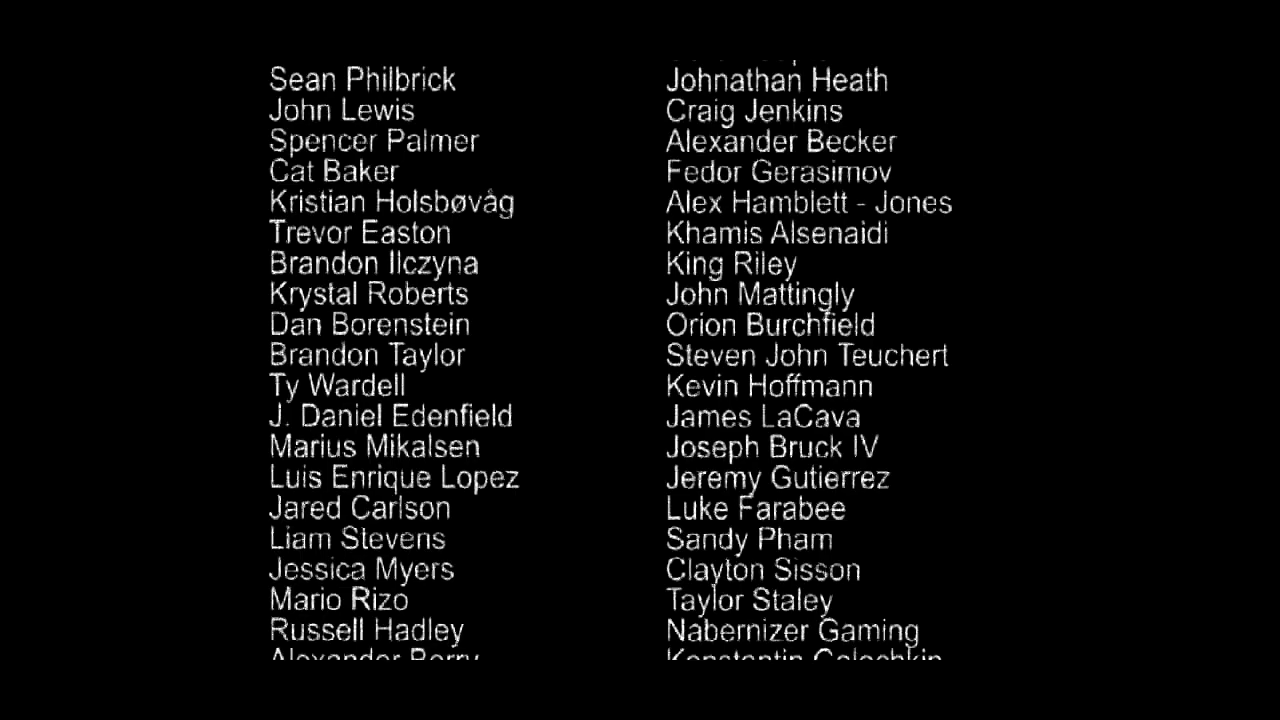 Sean Philbrick
John Lewis
Spencer Palmer
Cat Baker
Kristian Holsbøvåg
Trevor Easton
Brandon Ilczyna
Krystal Roberts
Dan Borenstein
Brandon Taylor
Ty Wardell
J. Daniel Edenfield
Marius Mikalsen
Luis Enrique Lopez
Jared Carlson
Liam Stevens
Jessica Myers
Mario Rizo
Russell Hadley
Alexander Berry
Johnathan Heath
Craig Jenkins
Alexander Becker
Fedor Gerasimov
Alex Hamblett - Jones
Khamis Alsenaidi
King Riley
John Mattingly
Orion Burchfield
Steven John Teuchert
Kevin Hoffmann
James LaCava
Joseph Bruck IV
Jeremy Gutierrez
Luke Farabee
Sandy Pham
Clayton Sisson
Taylor Staley
Nabernizer Gaming
Konstantin